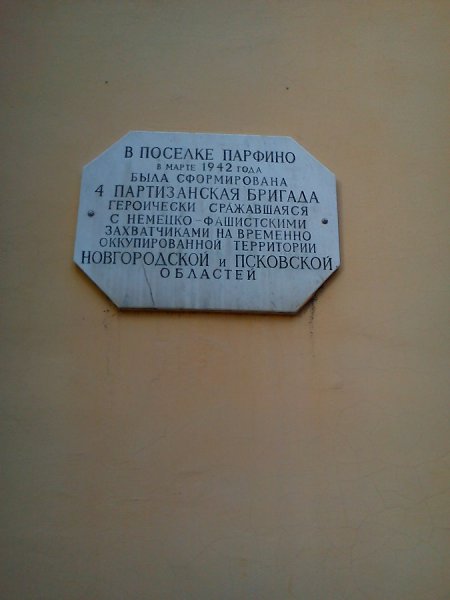 В ПОСЕЛКЕ ПАРФИНО
В МАРТЕ 1942 ГОДА
БЫЛА СФОРМИРОВАНА
4 ПАРТИЗАНСКАЯ БРИГАДА
ГЕРОИЧЕСКИ СРАЖАВШАЯСЯ
С НЕМЕЦКО-ФАШИСТСКИМИ
ЗАХВАТЧИКАМИ НА ВРЕМЕННО
ОККУПИРОВАННОЙ ТЕРРИТОРИИ
НОВГОРОДСКОЙ и ПСКОВСКОЙ
ОБЛАСТЕЙ